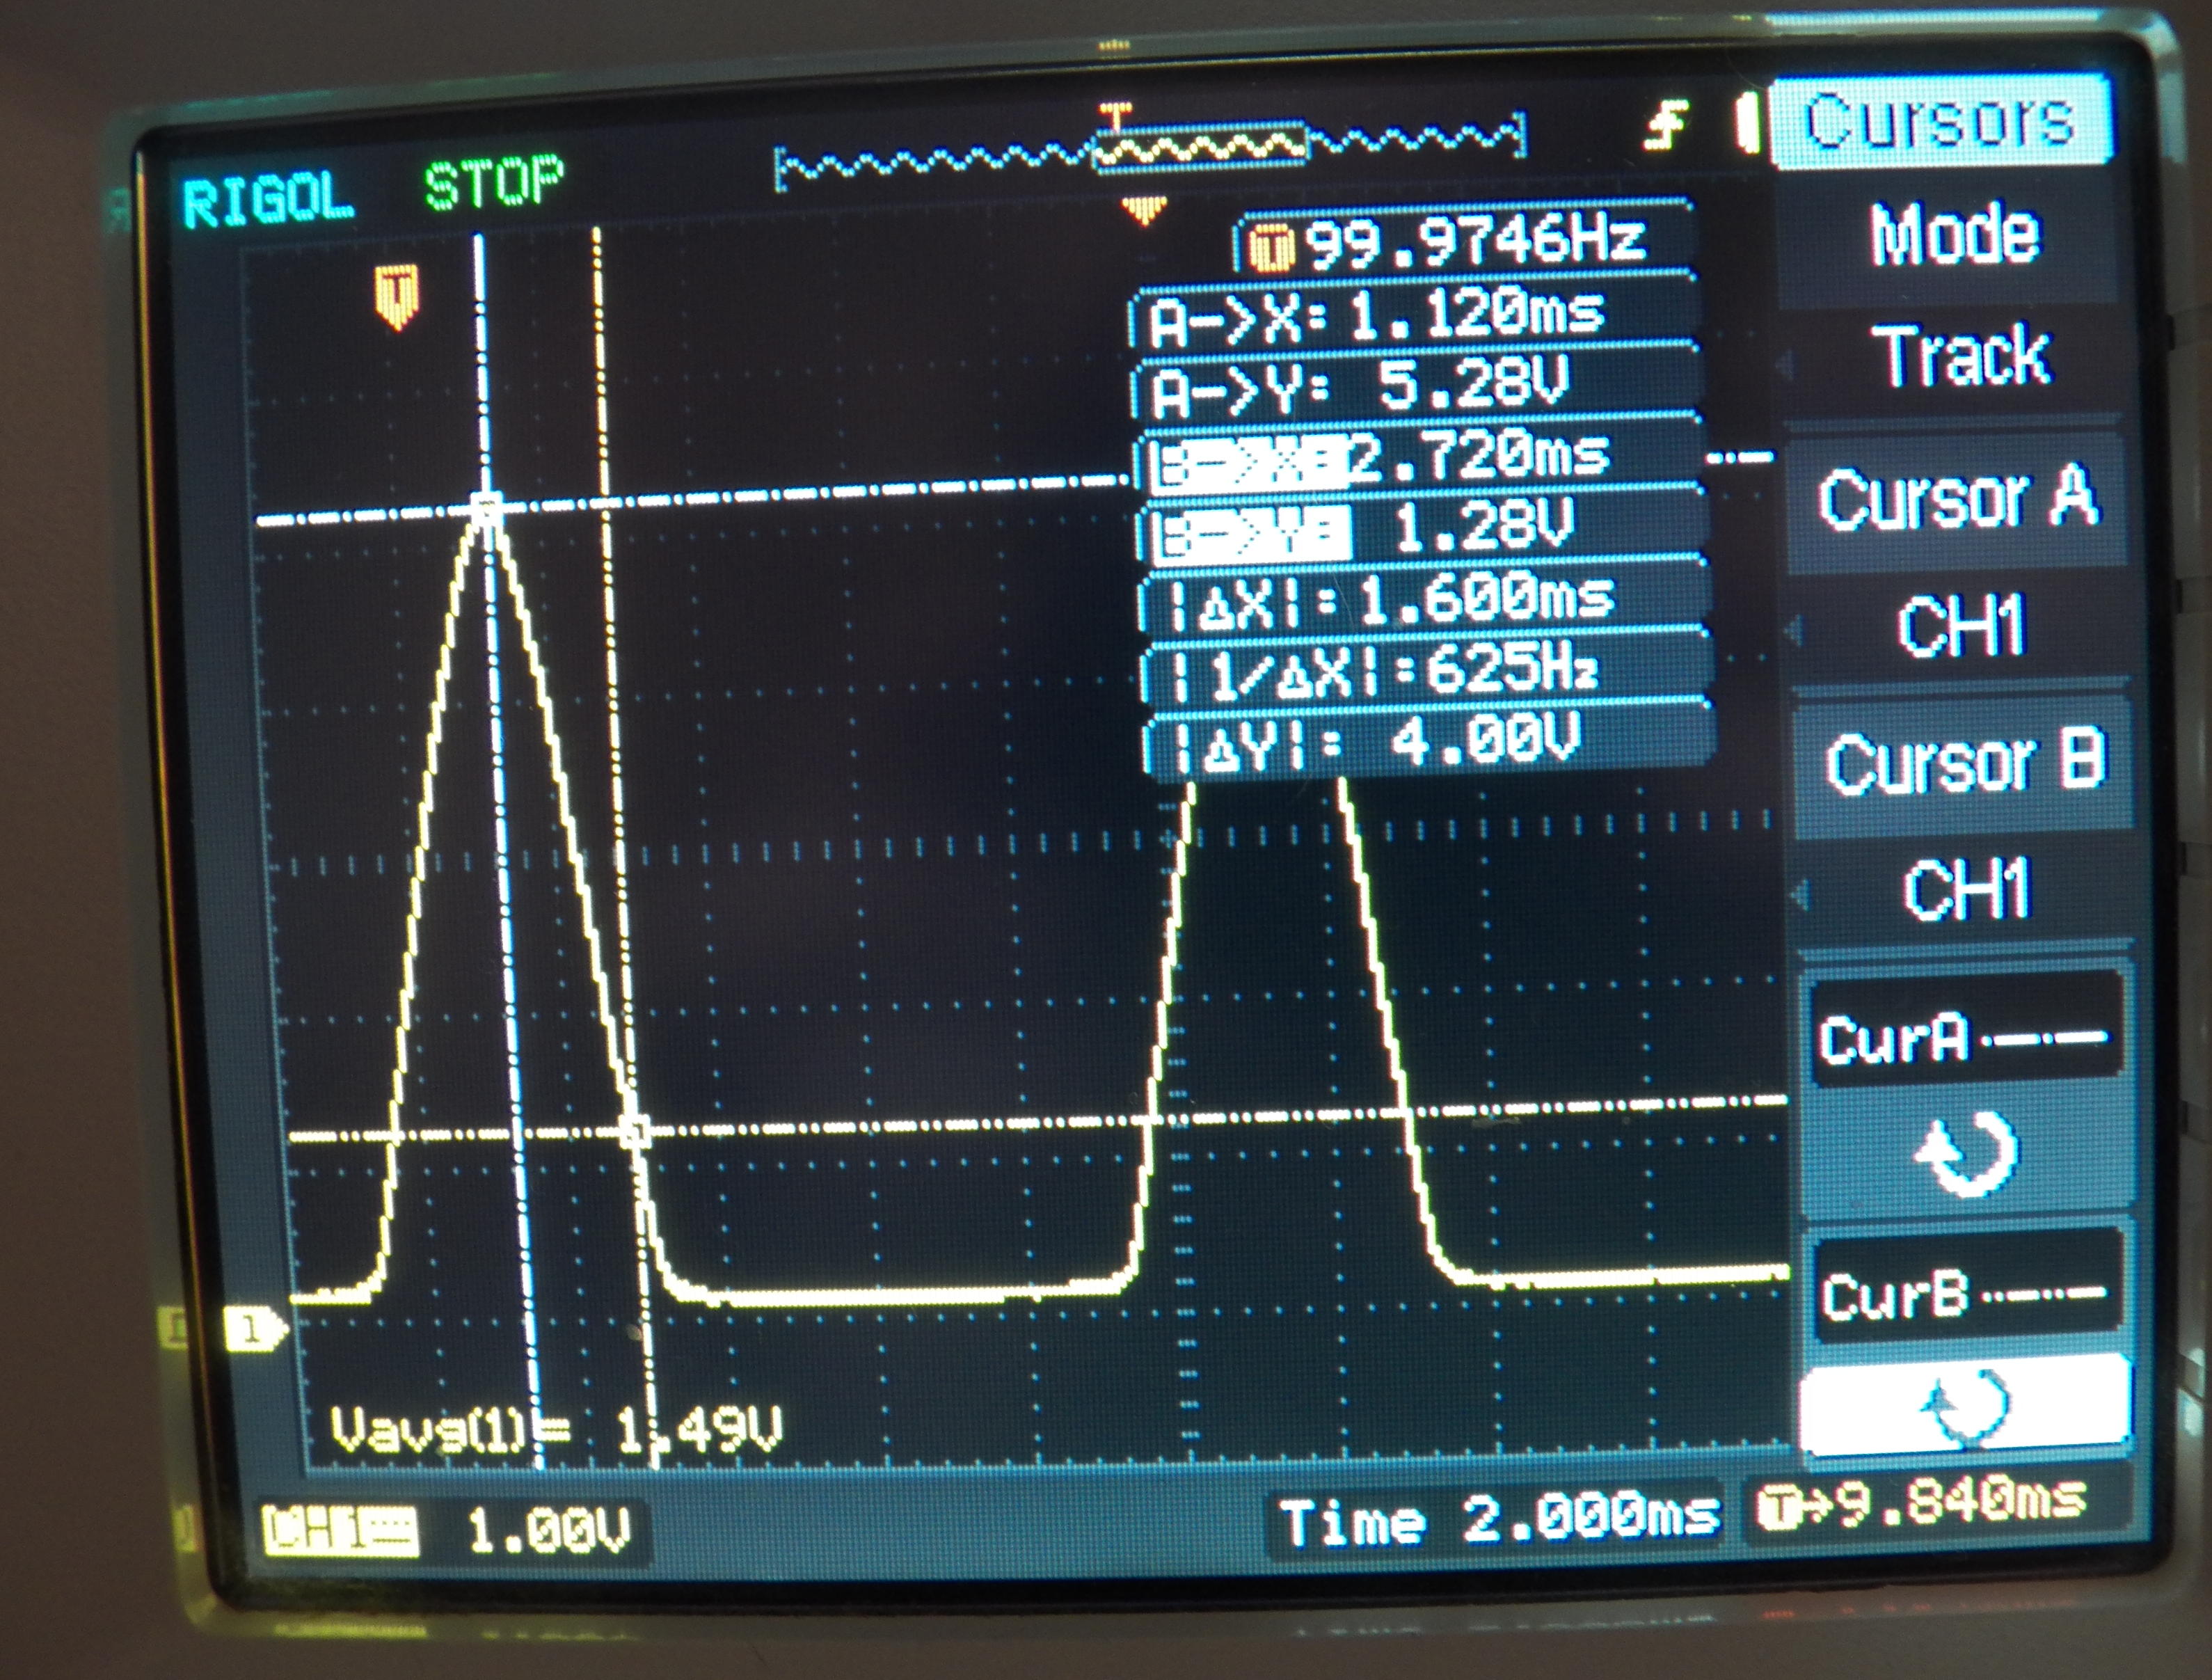 RIGOL STOP
T
Cursors
T 99.9746Hz
Mode
T
A->X: 1.120ms
Track
A->Y: 5.28V
B->X: 2.720ms
Cursor A
B->Y: 1.28V
|ΔX|: 1.600ms
CH1
|1/ΔX|: 625Hz
|ΔY|: 4.00V
Cursor B
CH1
CurA
CurB
1
Vavg(1)= 1.49V
CH1 1.00V Time 2.000ms T→9.840ms